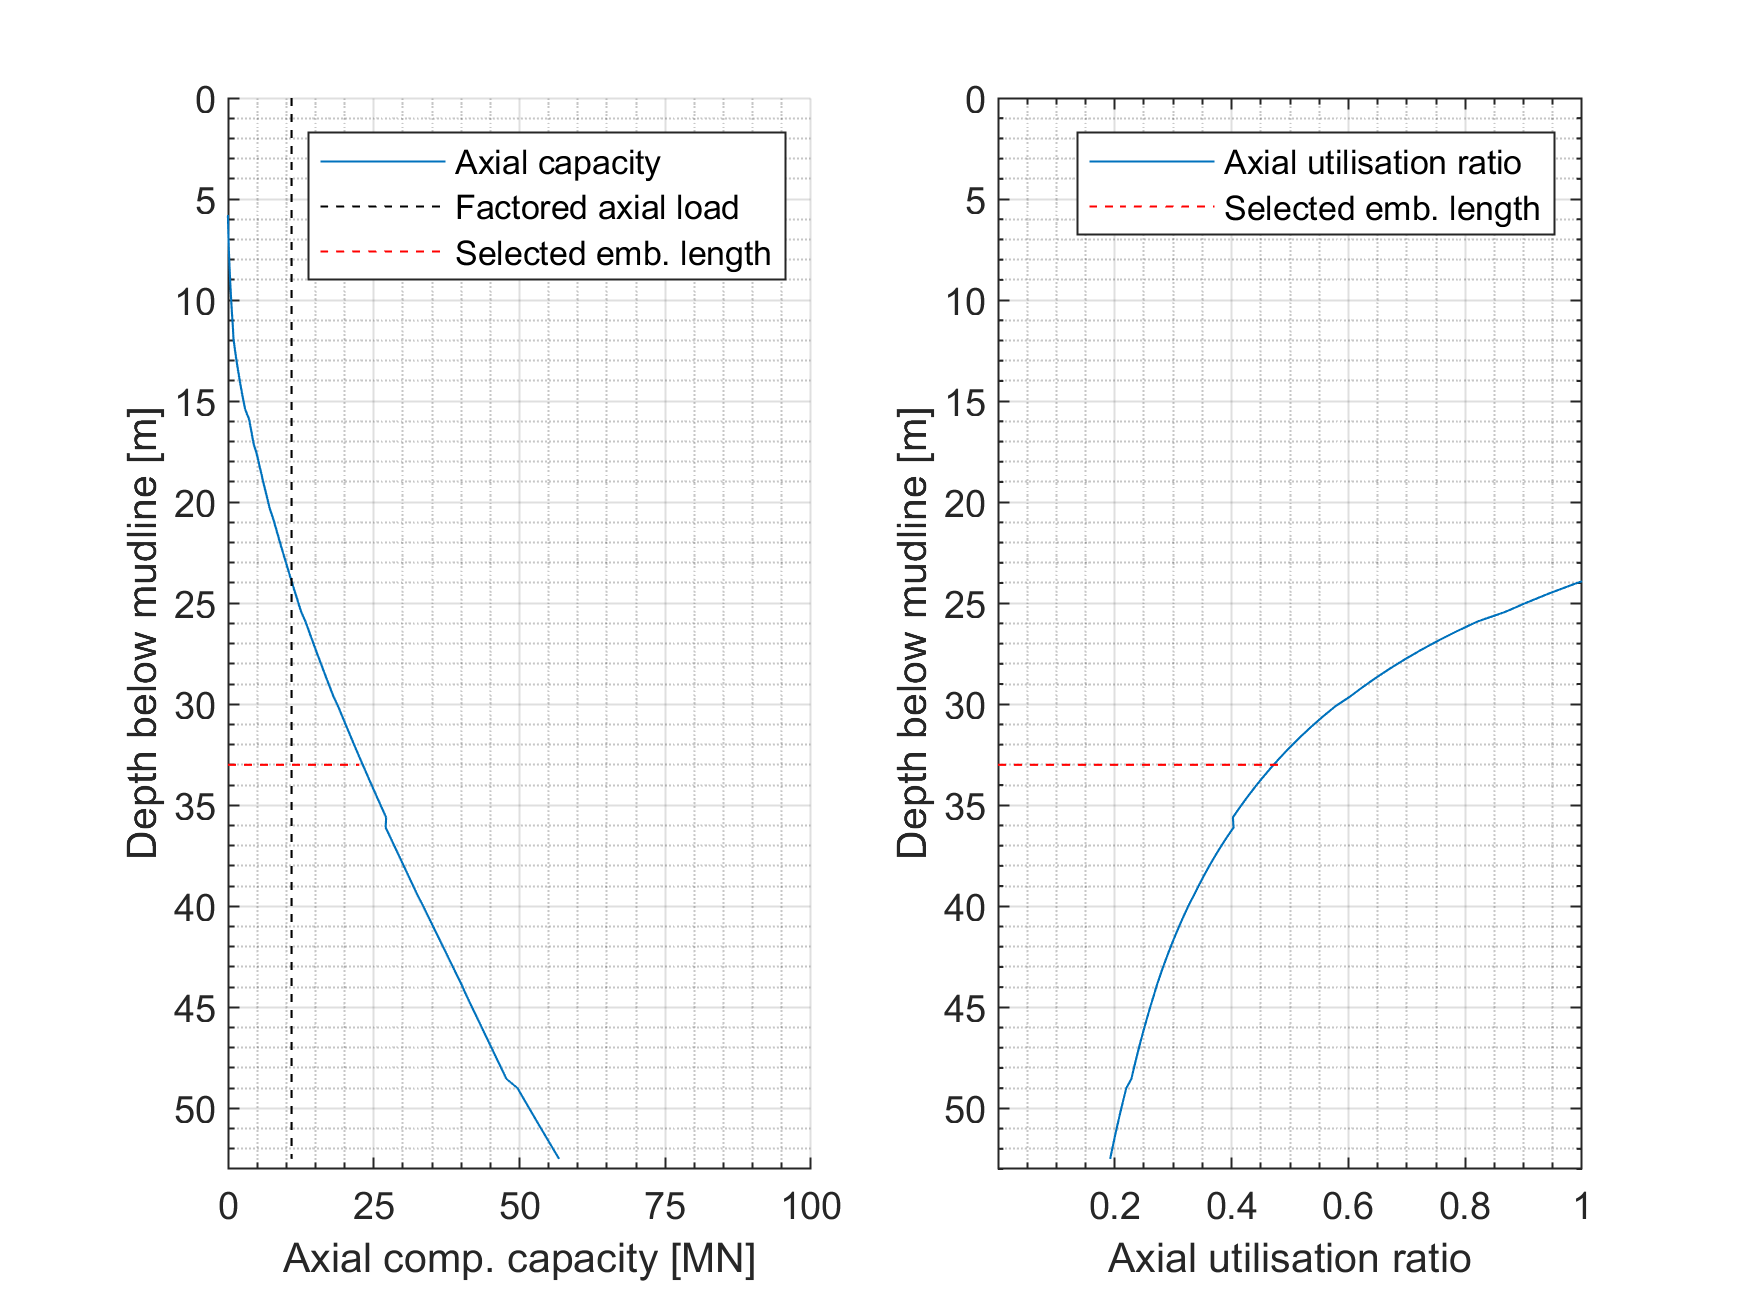 0
5
10
15
20
25
30
35
40
45
50
Depth below mudline [m]
Axial capacity
Factored axial load
Selected emb. length
0 25 50 75 100
Axial comp. capacity [MN]
0
5
10
15
20
25
30
35
40
45
50
Depth below mudline [m]
Axial utilisation ratio
Selected emb. length
0.2 0.4 0.6 0.8 1
Axial utilisation ratio